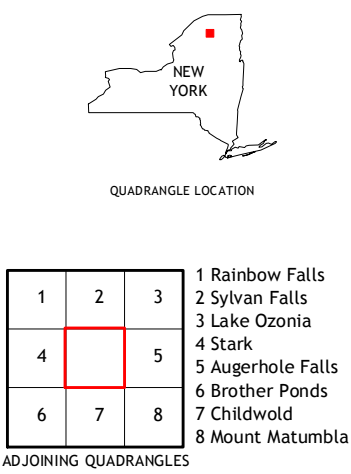 NEW
YORK
QUADRANGLE LOCATION
1 2 3
4 5
6 7 8
1 Rainbow Falls
2 Sylvan Falls
3 Lake Ozonia
4 Stark
5 Augerhole Falls
6 Brother Ponds
7 Childwold
8 Mount Matumbla
ADJOINING QUADRANGLES